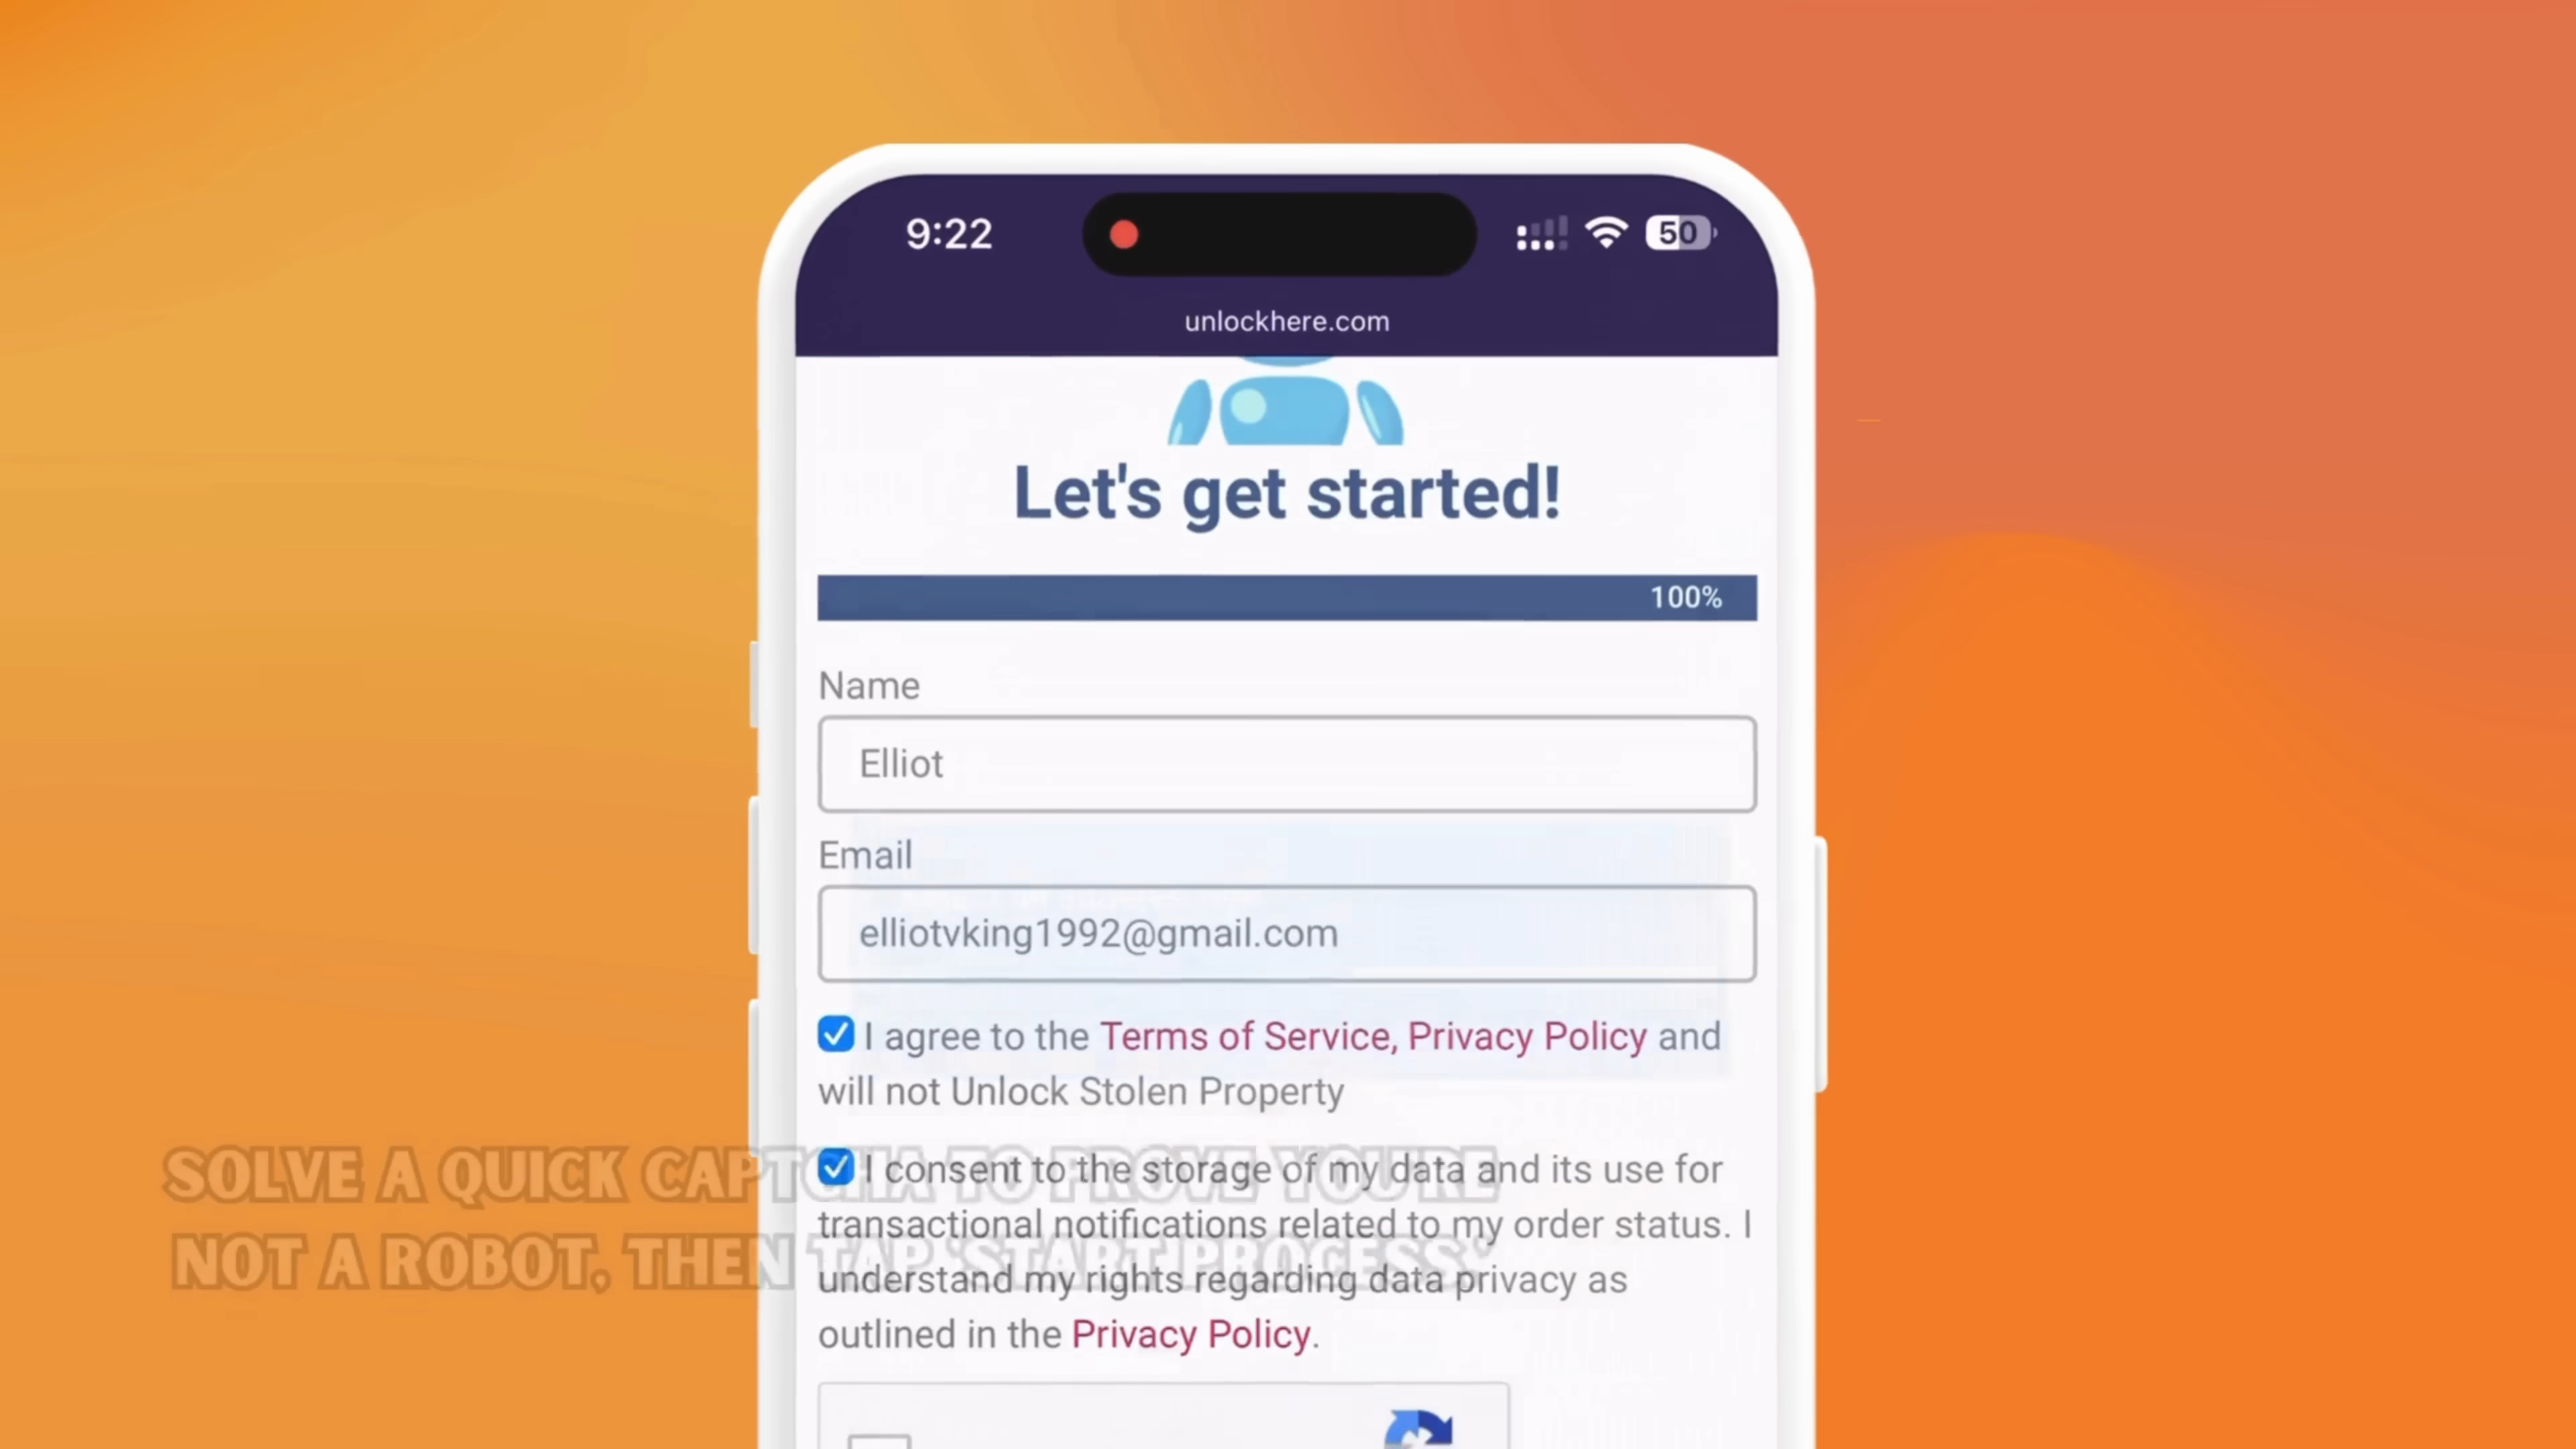 9:22
50
unlockhere.com
Let's get started!
100%
Name
Elliot
Email
elliotvking1992@gmail.com
I agree to the Terms of Service, Privacy Policy and
will not Unlock Stolen Property
I consent to the storage of my data and its use for
transactional notifications related to my order status. I
understand my rights regarding data privacy as
outlined in the Privacy Policy.
SOLVE A QUICK CAPTCHA TO PROVE YOU'RE
NOT A ROBOT, THEN TAP 'START PROCESS.'